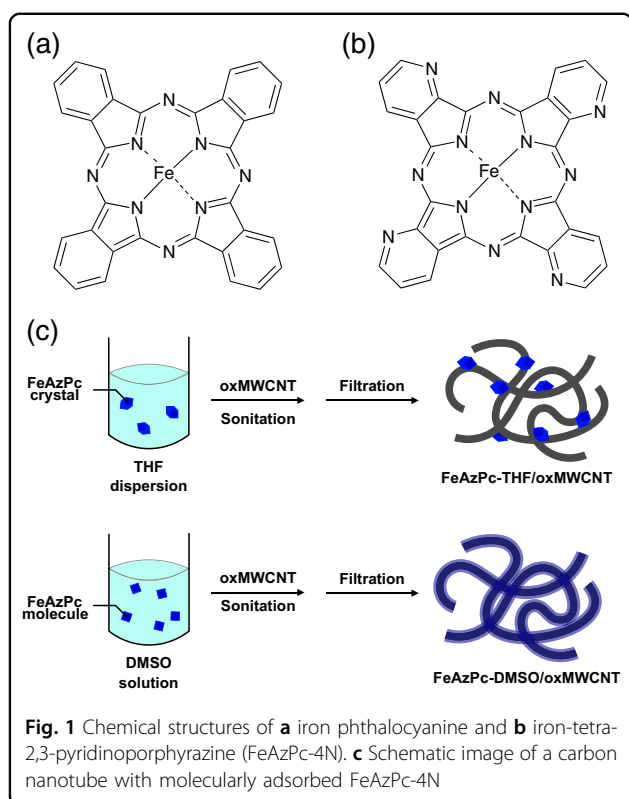 (a)
(b)
N
N
N
N
N
Fe
N
N
N
N
N
N
N
N
N
Fe
N
N
N
N
N
N
N
(c)
FeAzPc
crystal
THF
dispersion
oxMWCNT
Sonitation
Filtration
FeAzPc-THF/oxMWCNT
FeAzPc
molecule
DMSO
solution
oxMWCNT
Sonitation
Filtration
FeAzPc-DMSO/oxMWCNT
Fig. 1 Chemical structures of a iron phthalocyanine and b iron-tetra-
2,3-pyridinoporphyrazine (FeAzPc-4N). c Schematic image of a carbon
nanotube with molecularly adsorbed FeAzPc-4N